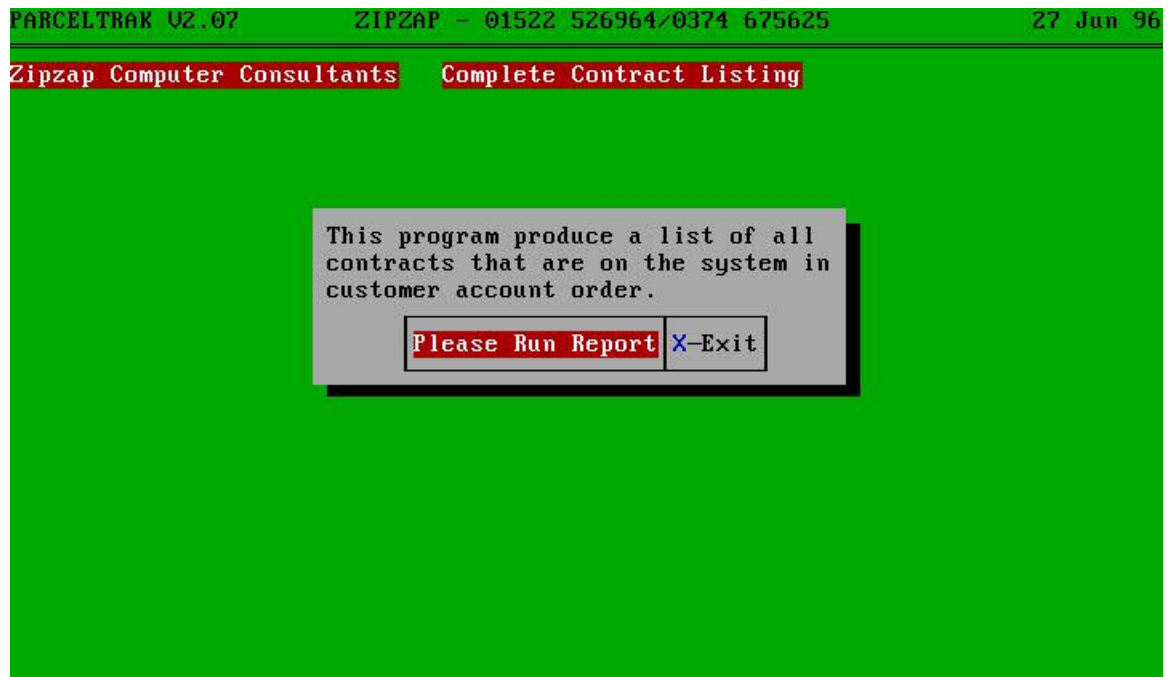 PARCELTRAK V2.07 ZIPZAP - 01522 526964/0374 675625 27 Jun 96
Zipzap Computer Consultants Complete Contract Listing
This program produce a list of all
contracts that are on the system in
customer account order.
Please Run Report X-Exit